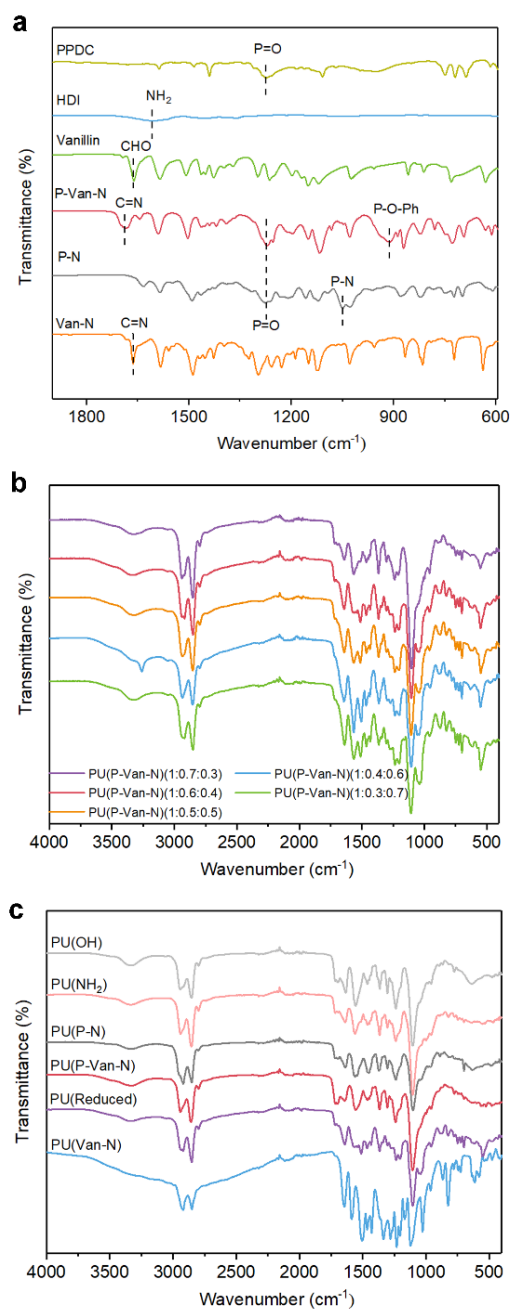 a
PPDC
P=O
HDI
NH2
Vanillin
CHO
P-Van-N
C=N
P-O-Ph
P-N
P-N
Van-N
C=N
P=O
Transmittance (%)
1800 1500 1200 900 600
Wavenumber (cm-1)
b
Transmittance (%)
PU(P-Van-N)(1:0.7:0.3) PU(P-Van-N)(1:0.4:0.6)
PU(P-Van-N)(1:0.6:0.4) PU(P-Van-N)(1:0.3:0.7)
PU(P-Van-N)(1:0.5:0.5)
4000 3500 3000 2500 2000 1500 1000 500
Wavenumber (cm-1)
c
PU(OH)
PU(NH2)
PU(P-N)
PU(P-Van-N)
PU(Reduced)
PU(Van-N)
Transmittance (%)
4000 3500 3000 2500 2000 1500 1000 500
Wavenumber (cm-1)